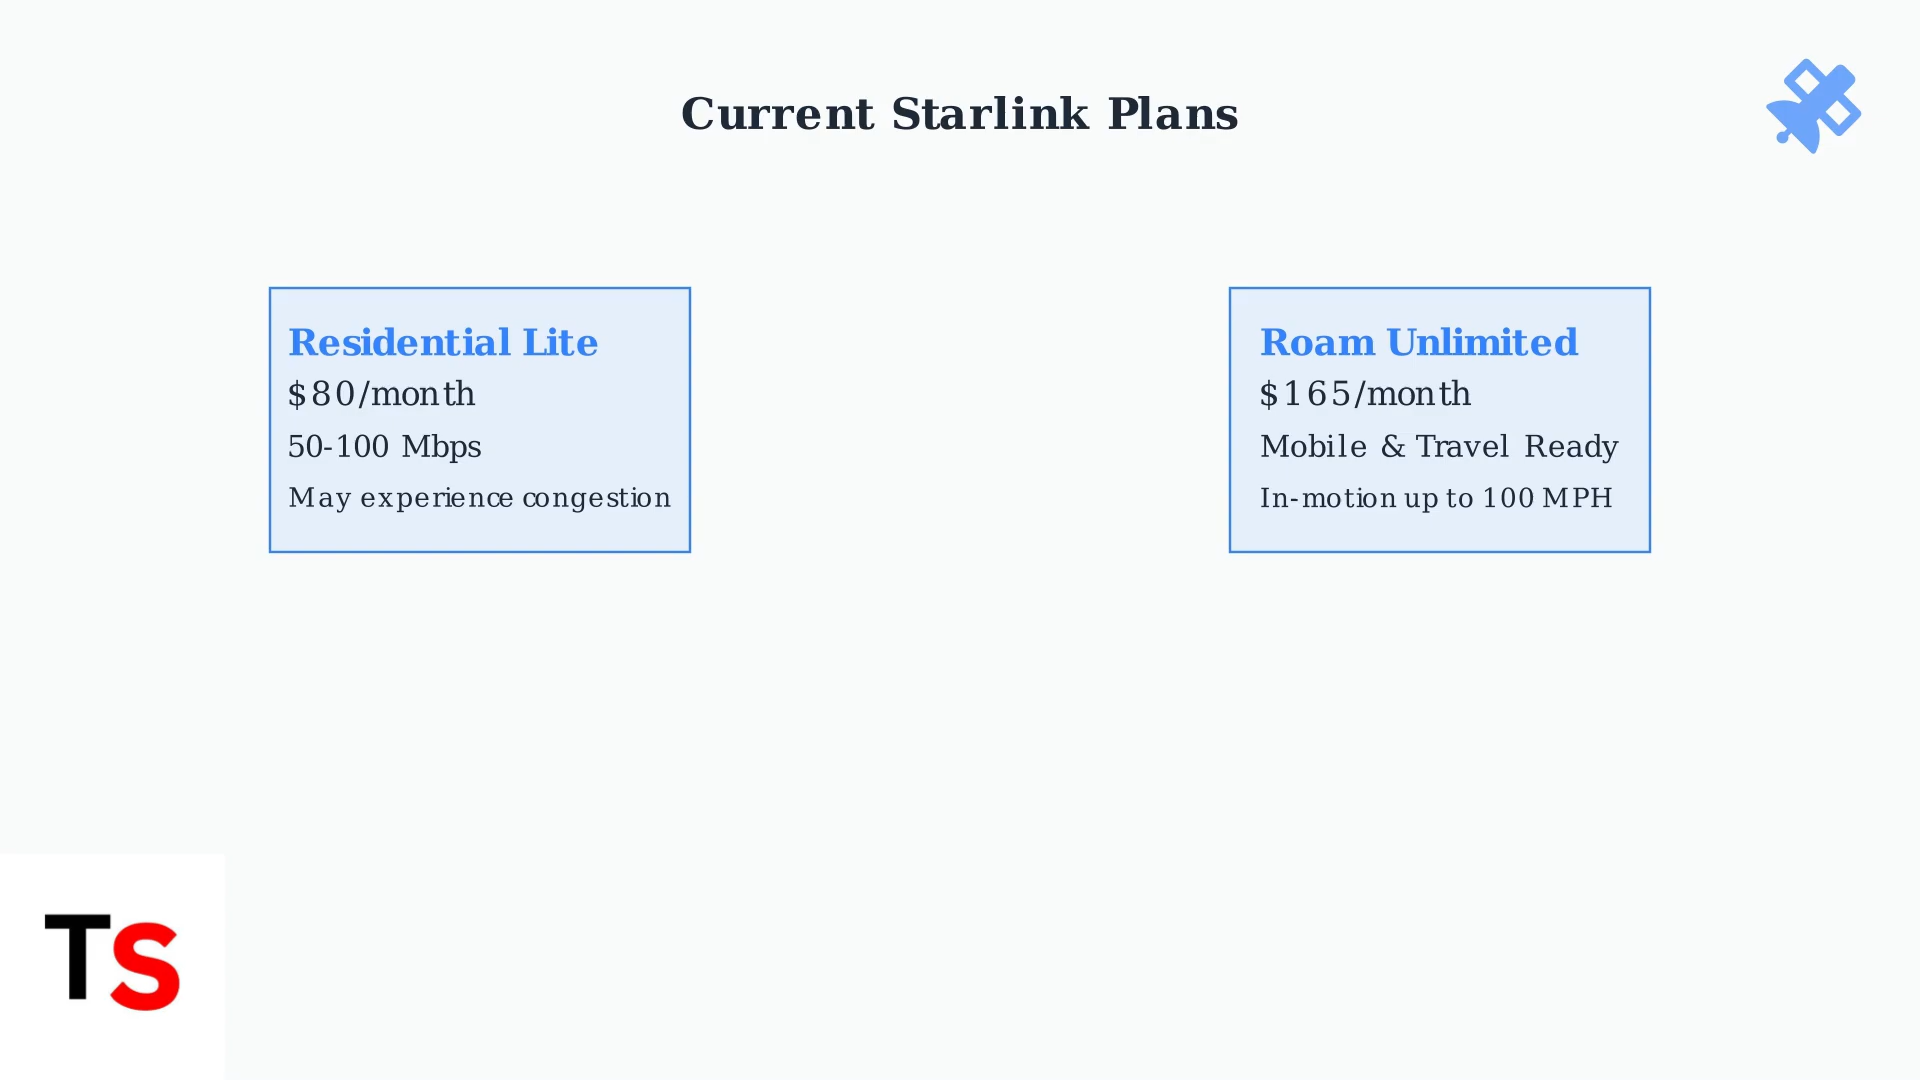 Current Starlink Plans
Residential Lite
$80/month
50-100 Mbps
May experience congestion
Roam Unlimited
$165/month
Mobile & Travel Ready
In-motion up to 100 MPH
TS